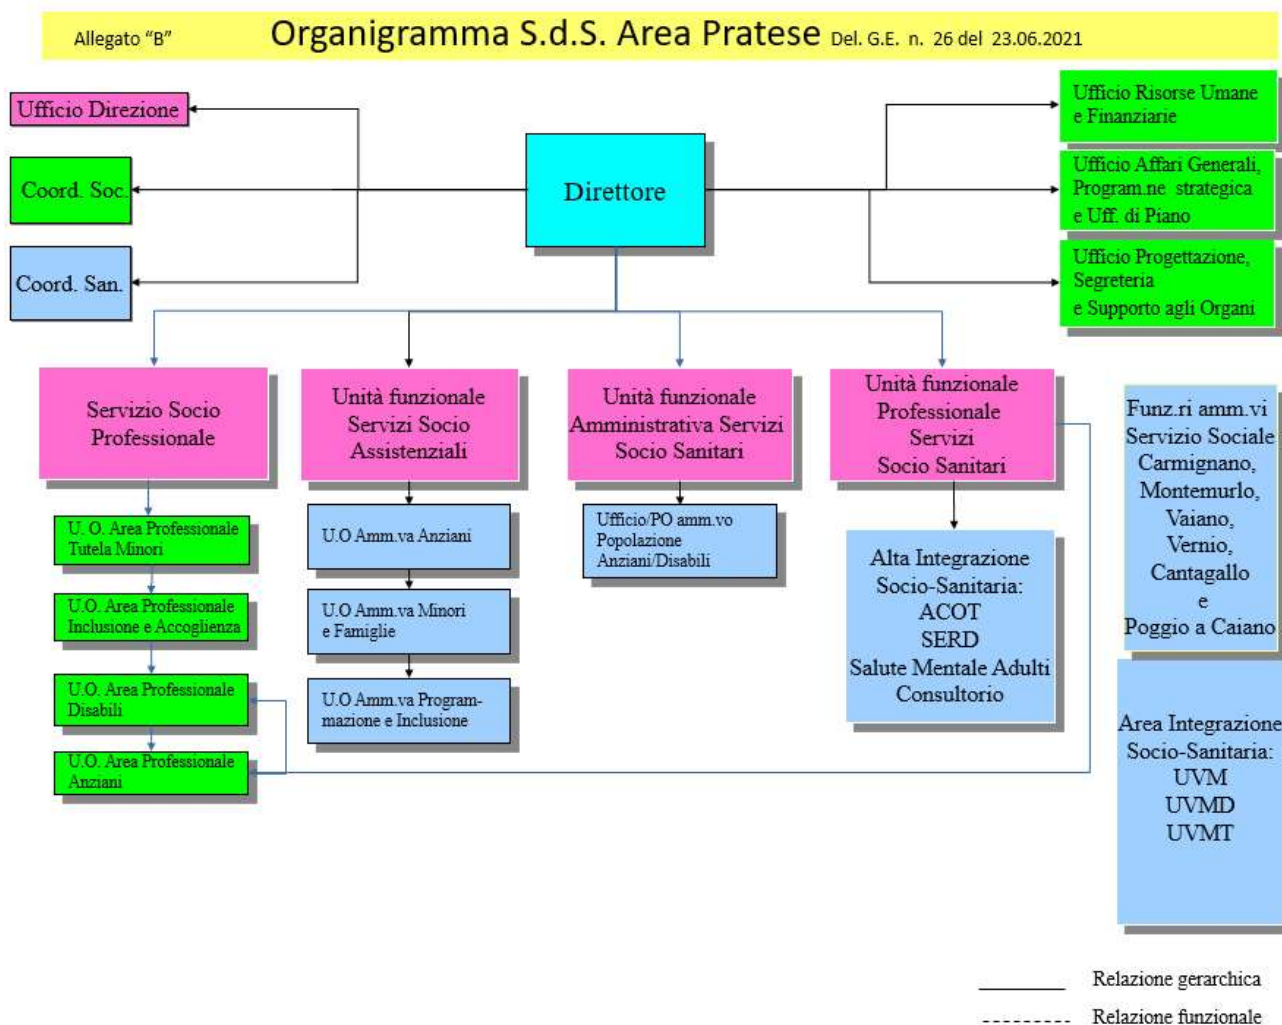 Allegato “B”
Organigramma S.d.S. Area Pratese Del. G.E. n. 26 del 23.06.2021
Ufficio Direzione
Coord. Soc.
Coord. San.
Direttore
Ufficio Risorse Umane
e Finanziarie
Ufficio Affari Generali,
Program.ne strategica
e Uff. di Piano
Ufficio Progettazione,
Segreteria
e Supporto agli Organi
Servizio Socio
Professionale
U. O. Area Professionale
Tutela Minori
U.O. Area Professionale
Inclusione e Accoglienza
U.O. Area Professionale
Disabili
U.O. Area Professionale
Anziani
Unità funzionale
Servizi Socio
Assistenziali
U.O Amm.va Anziani
U.O Amm.va Minori
e Famiglie
U.O Amm.va Program-
mazione e Inclusione
Unità funzionale
Amministrativa Servizi
Socio Sanitari
Ufficio/PO amm.vo
Popolazione
Anziani/Disabili
Unità funzionale
Professionale
Servizi
Socio Sanitari
Alta Integrazione
Socio-Sanitaria:
ACOT
SERD
Salute Mentale Adulti
Consultorio
Funz.ri amm.vi
Servizio Sociale
Carmignano,
Montemurlo,
Vaiano,
Vernio,
Cantagallo
e
Poggio a Caiano
Area Integrazione
Socio-Sanitaria:
UVM
UVMD
UVMT
Relazione gerarchica
Relazione funzionale